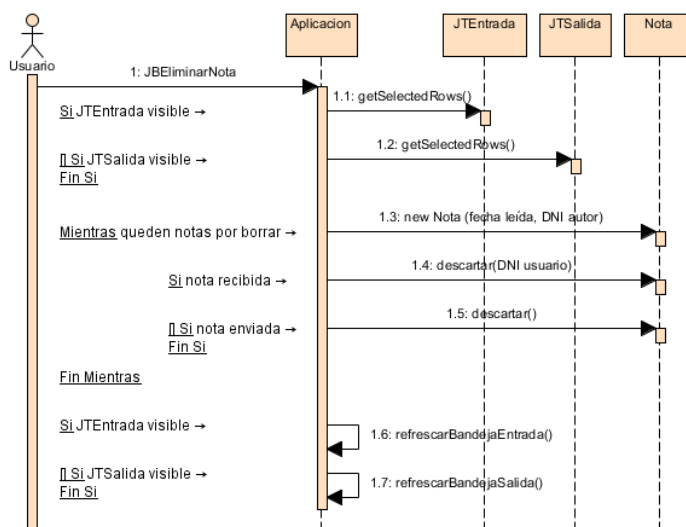 Aplicacion JTEntrada JTSalida Nota
Usuario
1: JBEliminarNota
1.1: getSelectedRows()
Si JTEntrada visible →
1.2: getSelectedRows()
[] Si JTSalida visible →
Fin Si
1.3: new Nota (fecha leída, DNI autor)
Mientras queden notas por borrar →
1.4: descartar(DNI usuario)
Si nota recibida →
1.5: descartar()
[] Si nota enviada →
Fin Si
Fin Mientras
Si JTEntrada visible →
1.6: refrescarBandejaEntrada()
[] Si JTSalida visible →
Fin Si
1.7: refrescarBandejaSalida()